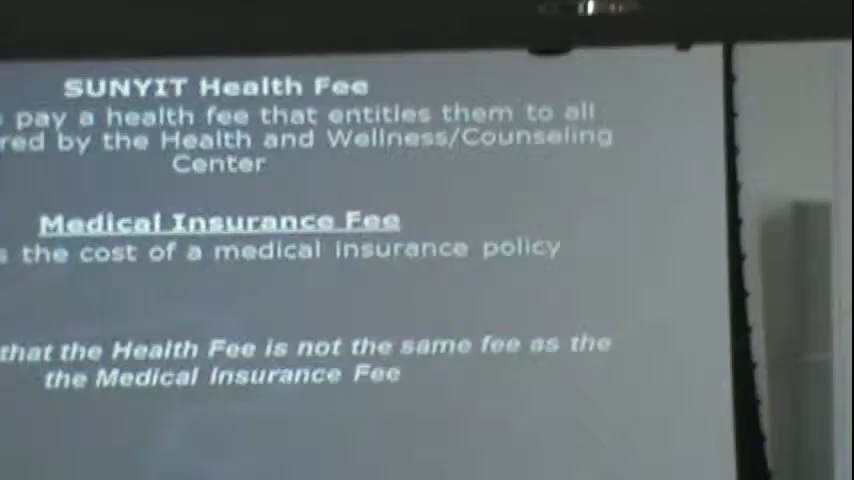 SUNYIT Health Fee
pay a health fee that entitles them to all
red by the Health and Wellness/Counseling
Center
Medical Insurance Fee
s the cost of a medical insurance policy
that the Health Fee is not the same fee as the
the Medical Insurance Fee